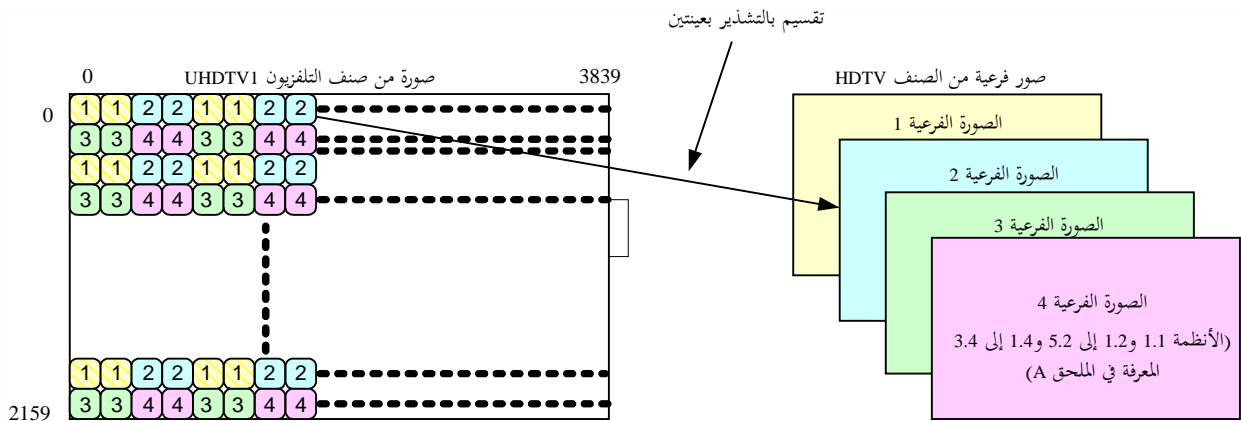 تقسيم بالتشذير بعينتين
0 صورة من صنف التلفزيون UHDTV1 3839
صور فرعية من الصنف HDTV
0
1 1 2 2 1 1 2 2
3 3 4 4 3 3 4 4
1 1 2 2 1 1 2 2
3 3 4 4 3 3 4 4
1 1 2 2 1 1 2 2
3 3 4 4 3 3 4 4
2159
الصورة الفرعية 1
الصورة الفرعية 2
الصورة الفرعية 3
الصورة الفرعية 4
(الأنظمة 1.1 و1.2 إلى 5.2 و1.4 إلى 3.4
المعرفة في الملحق A)